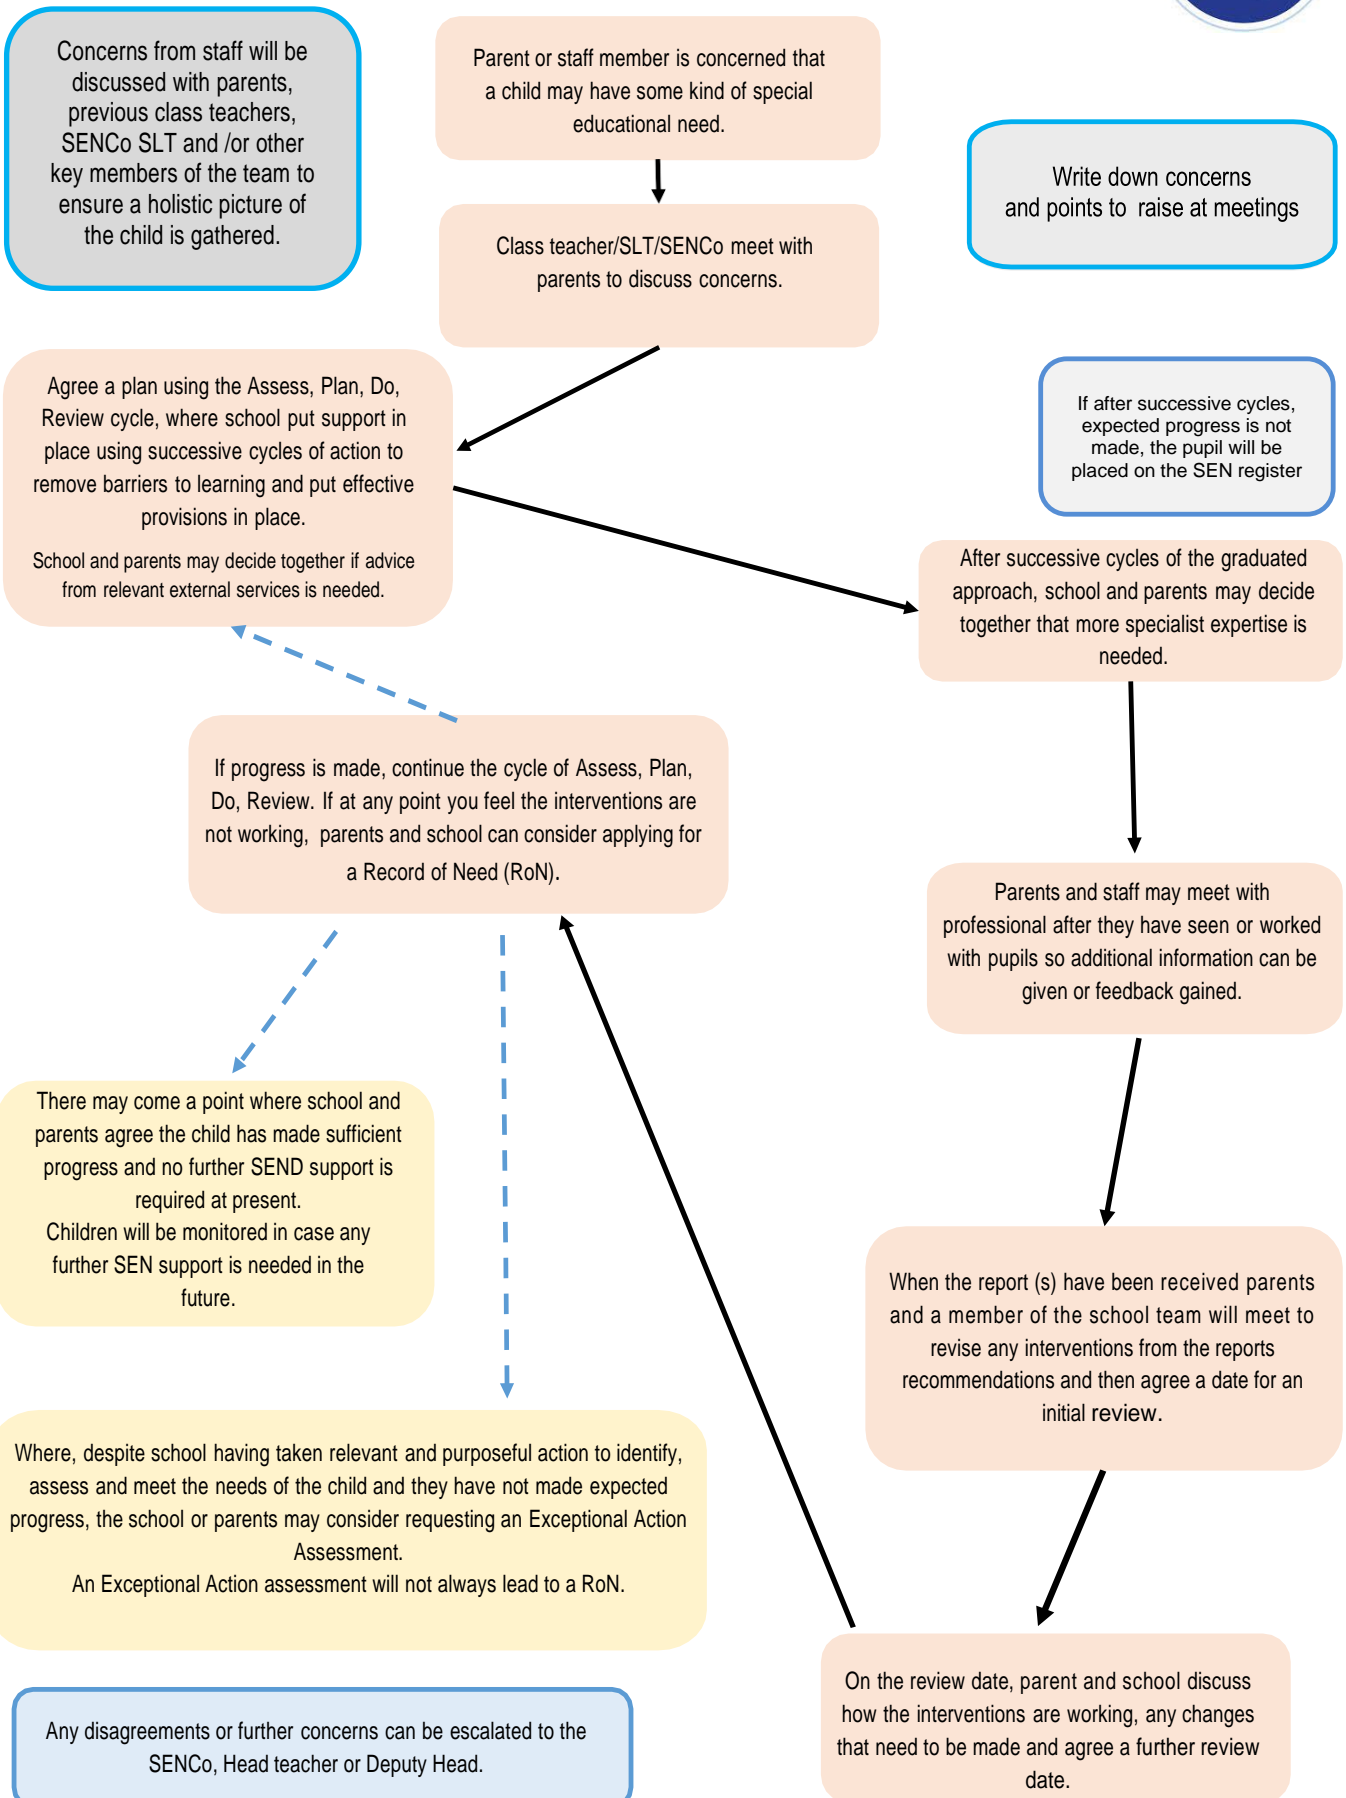 Concerns from staff will be
discussed with parents,
previous class teachers,
SENCo SLT and /or other
key members of the team to
ensure a holistic picture of
the child is gathered.
Parent or staff member is concerned that
a child may have some kind of special
educational need.
Write down concerns
and points to raise at meetings
Class teacher/SLT/SENCo meet with
parents to discuss concerns.
Agree a plan using the Assess, Plan, Do,
Review cycle, where school put support in
place using successive cycles of action to
remove barriers to learning and put effective
provisions in place.
School and parents may decide together if advice
from relevant external services is needed.
If after successive cycles,
expected progress is not
made, the pupil will be
placed on the SEN register
After successive cycles of the graduated
approach, school and parents may decide
together that more specialist expertise is
needed.
If progress is made, continue the cycle of Assess, Plan,
Do, Review. If at any point you feel the interventions are
not working, parents and school can consider applying for
a Record of Need (RoN).
Parents and staff may meet with
professional after they have seen or worked
with pupils so additional information can be
given or feedback gained.
There may come a point where school and
parents agree the child has made sufficient
progress and no further SEND support is
required at present.
Children will be monitored in case any
further SEN support is needed in the
future.
When the report (s) have been received parents
and a member of the school team will meet to
revise any interventions from the reports
recommendations and then agree a date for an
initial review.
Where, despite school having taken relevant and purposeful action to identify,
assess and meet the needs of the child and they have not made expected
progress, the school or parents may consider requesting an Exceptional Action
Assessment.
An Exceptional Action assessment will not always lead to a RoN.
On the review date, parent and school discuss
how the interventions are working, any changes
that need to be made and agree a further review
date.
Any disagreements or further concerns can be escalated to the
SENCo, Head teacher or Deputy Head.